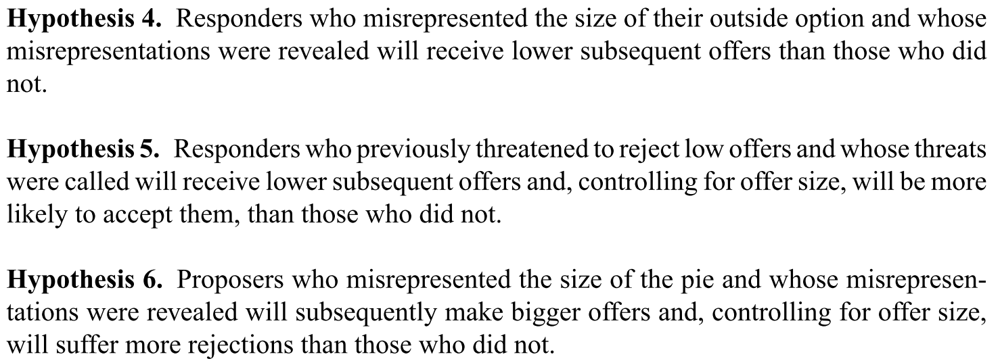 Hypothesis 4. Responders who misrepresented the size of their outside option and whose
misrepresentations were revealed will receive lower subsequent offers than those who did
not.
Hypothesis 5. Responders who previously threatened to reject low offers and whose threats
were called will receive lower subsequent offers and, controlling for offer size, will be more
likely to accept them, than those who did not.
Hypothesis 6. Proposers who misrepresented the size of the pie and whose misrepresen-
tations were revealed will subsequently make bigger offers and, controlling for offer size,
will suffer more rejections than those who did not.